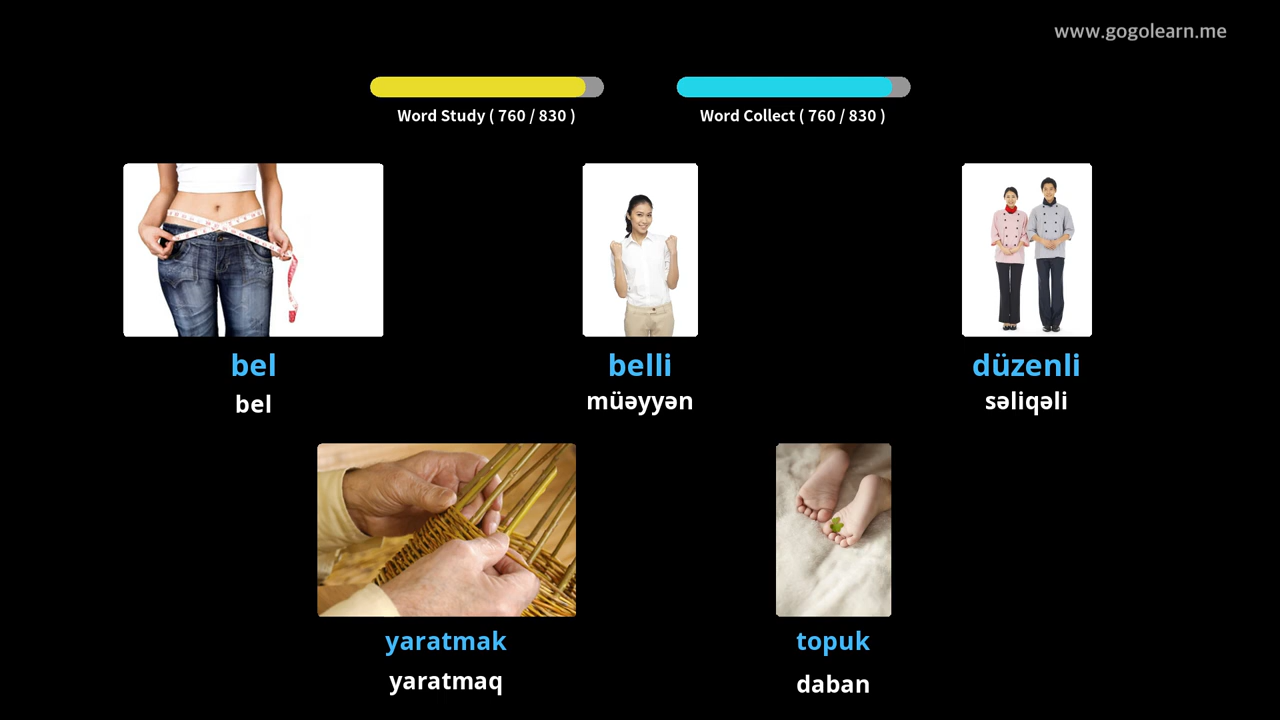 www.gogolearn.me
Word Study ( 760 / 830 )
Word Collect ( 760 / 830 )
bel
bel
belli
müəyyən
düzenli
səliqəli
yaratmak
yaratmaq
topuk
daban